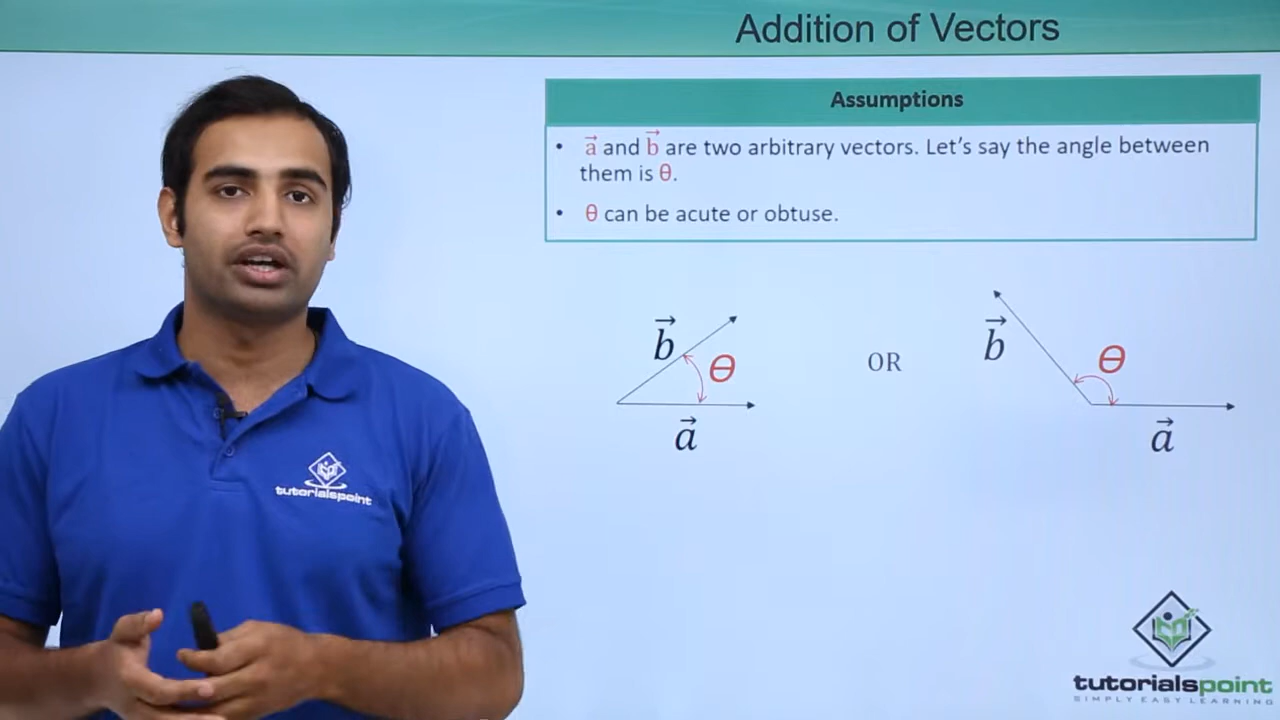 Addition of Vectors
Assumptions
• a⃗ and b⃗ are two arbitrary vectors. Let’s say the angle between
them is θ.
• θ can be acute or obtuse.
b⃗
θ
a⃗
OR
b⃗
θ
a⃗
tutorialspoint
tutorialspoint
SIMPLY EASY LEARNING